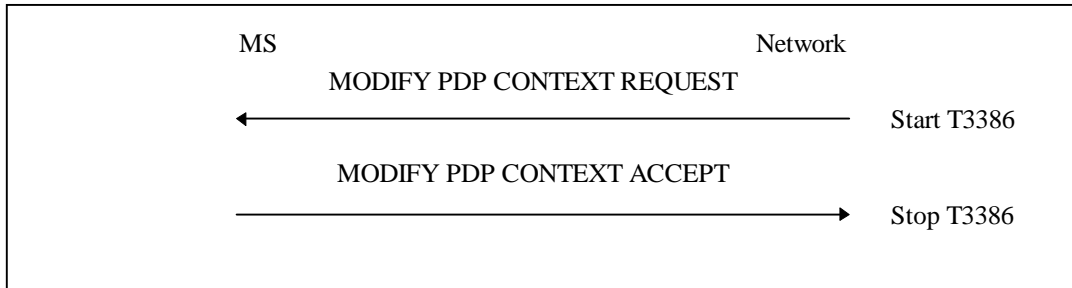 MS Network
MODIFY PDP CONTEXT REQUEST
Start T3386
MODIFY PDP CONTEXT ACCEPT
Stop T3386